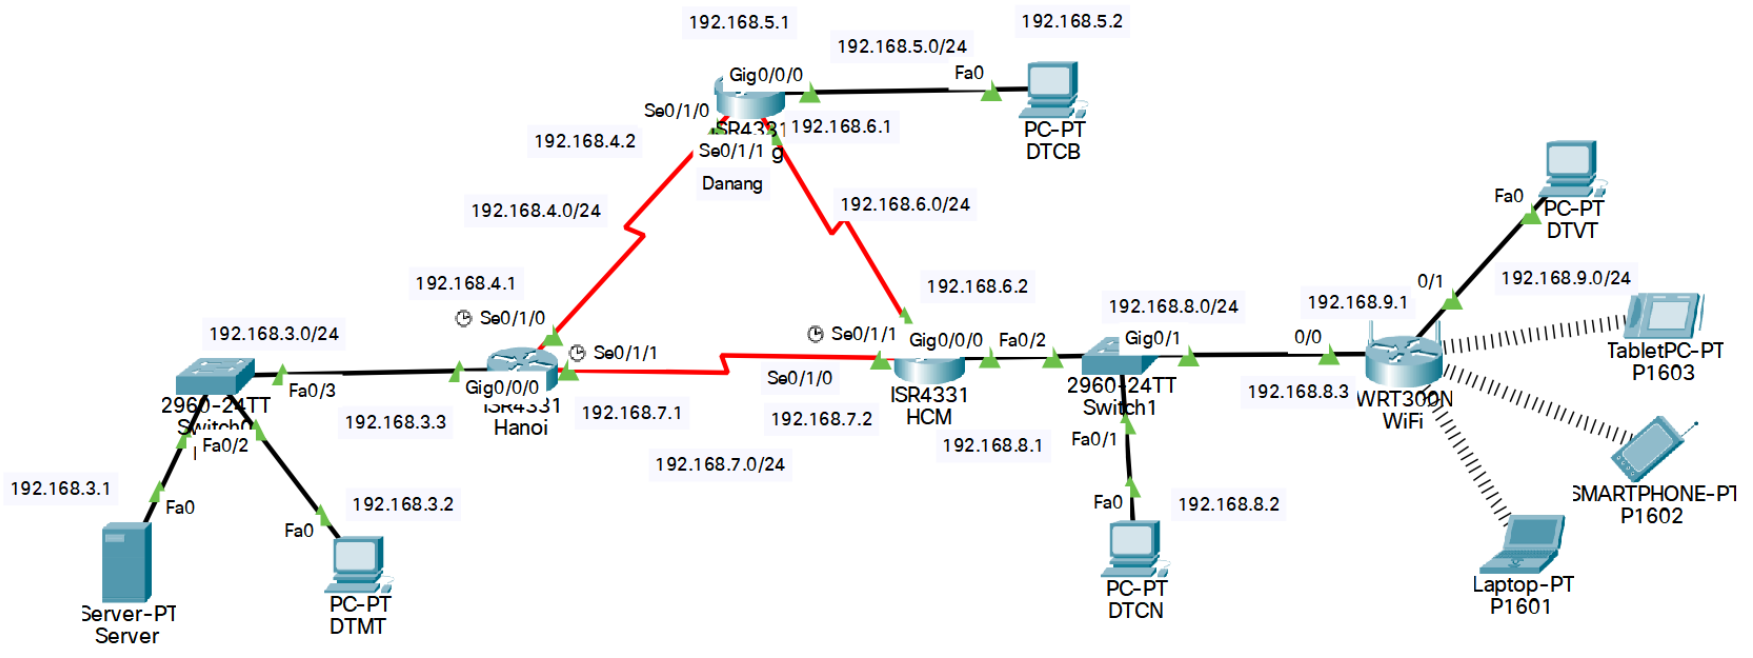 192.168.5.1
192.168.5.2
192.168.5.0/24
Gig0/0/0
Fa0
Se0/1/0
192.168.6.1
192.168.4.2
Se0/1/1
Danang
PC-PT
DTCB
192.168.4.0/24
192.168.6.0/24
Fa0
PC-PT
DTVT
192.168.4.1
192.168.6.2
0/1
192.168.9.0/24
192.168.8.0/24
192.168.9.1
Se0/1/0
Se0/1/1
192.168.3.0/24
Gig0/0/0
Fa0/2
Gig0/1
0/0
TabletPC-PT
P1603
Se0/1/1
Se0/1/0
Fa0/3
Gig0/0/0
ISR4331
Hanoi
ISR4331
HCM
2960-24TT
Switch1
192.168.8.3
WRT300N
WiFi
2960-24TT
192.168.3.3
192.168.7.1
192.168.7.2
192.168.8.1
Fa0/1
Fa0/2
192.168.7.0/24
192.168.3.1
Fa0
192.168.3.2
Fa0
Fa0
192.168.8.2
SMARTPHONE-PT
P1602
Server-PT
Server
PC-PT
DTMT
PC-PT
DTCN
Laptop-PT
P1601